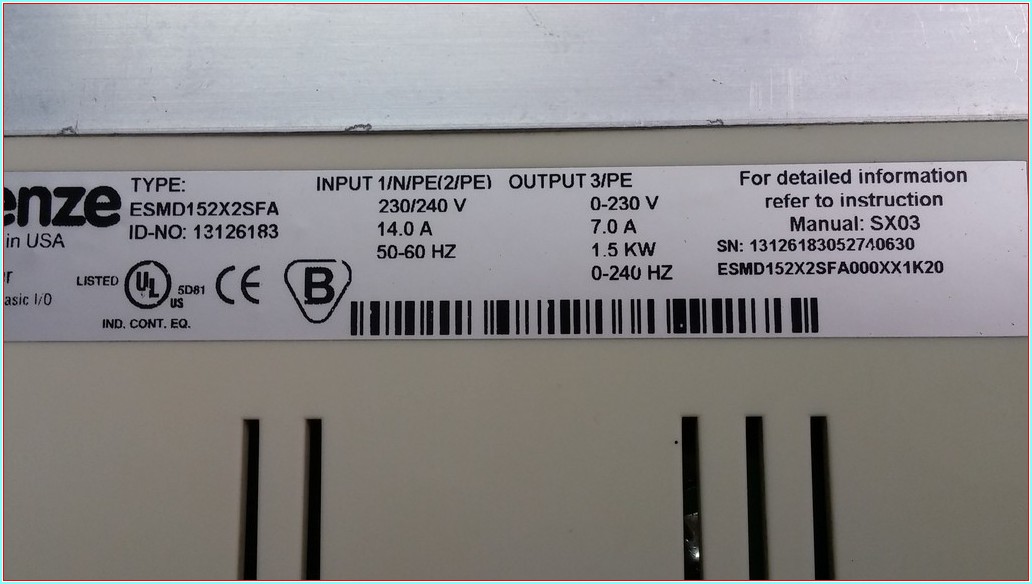 enze
in USA
asic I/O
TYPE:
ESMD152X2SFA
ID-NO: 13126183
LISTED
UL
US
5D81
CE
IND. CONT. EQ.
B
INPUT 1/N/PE(2/PE)
230/240 V
14.0 A
50-60 HZ
OUTPUT 3/PE
0-230 V
7.0 A
1.5 KW
0-240 HZ
For detailed information
refer to instruction
Manual: SX03
SN: 13126183052740630
ESMD152X2SFA000XX1K20